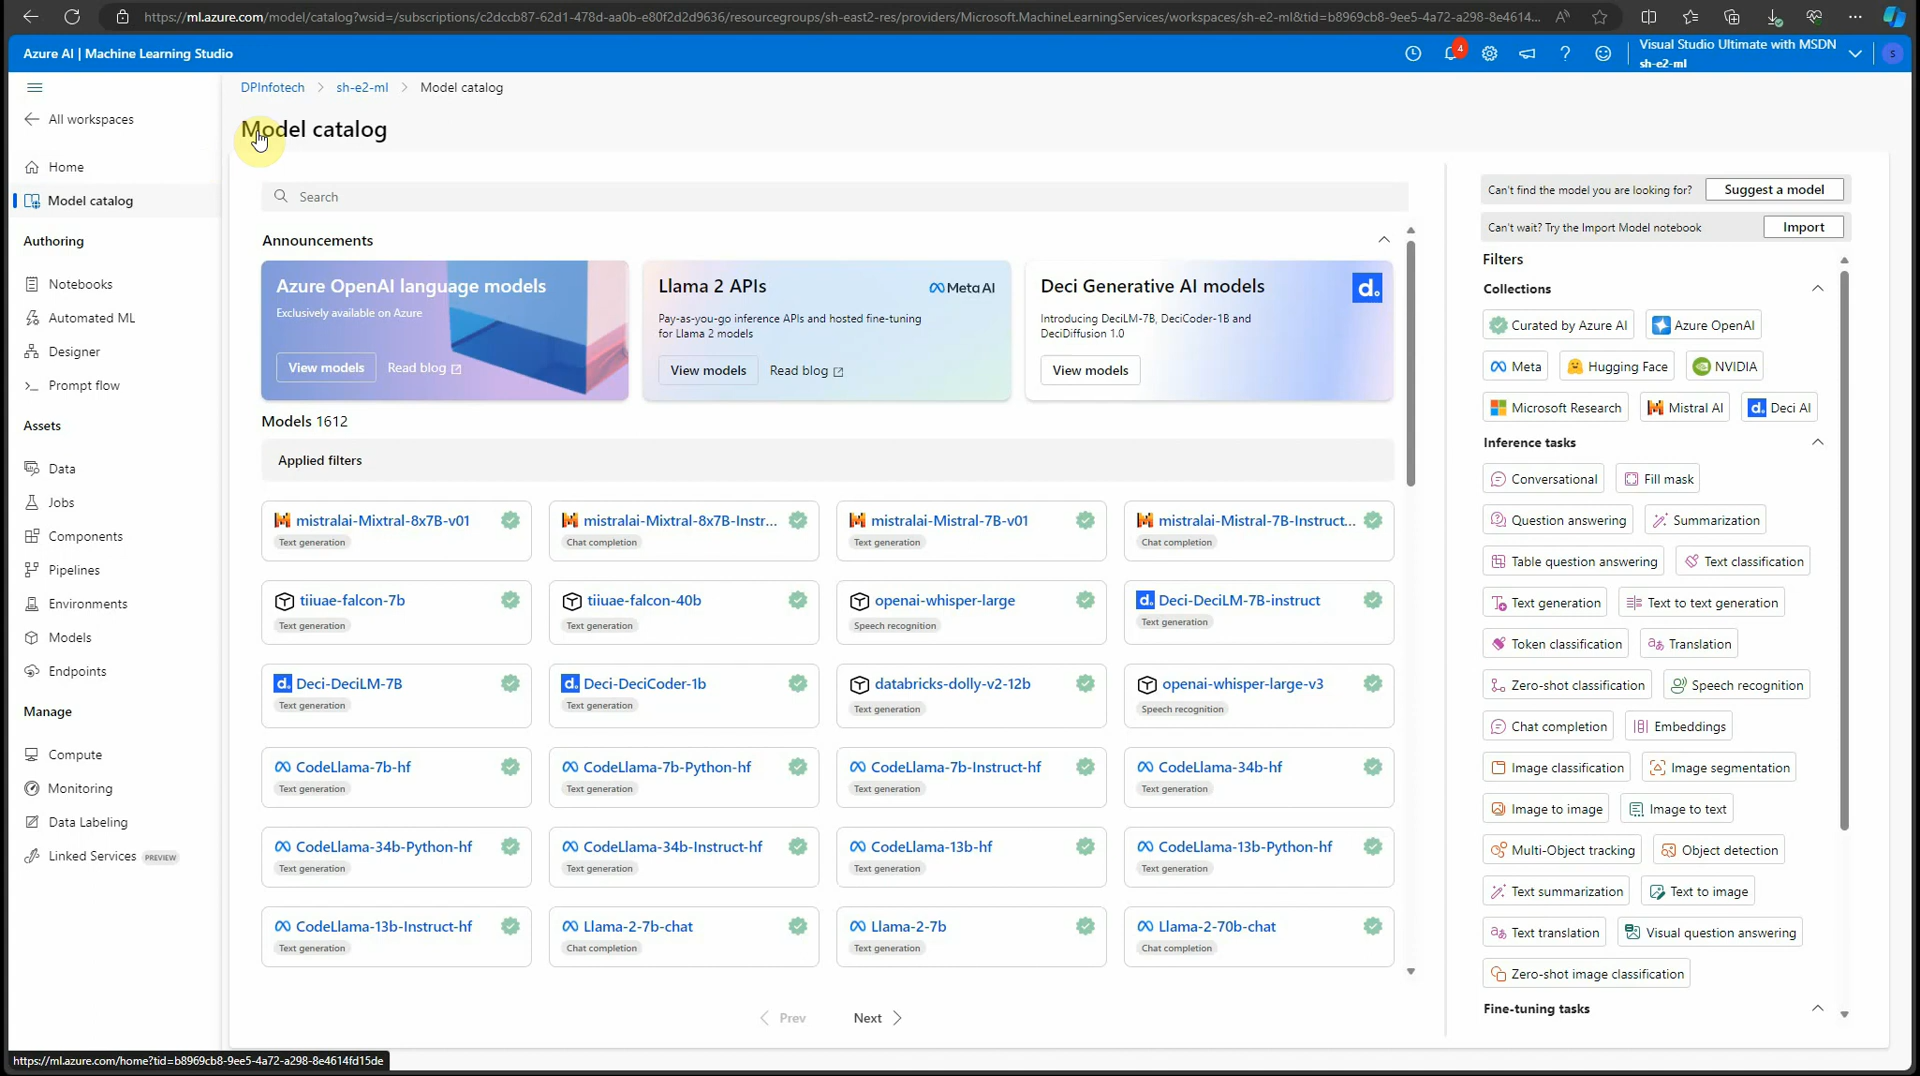 https://ml.azure.com/model/catalog?wsid=/subscriptions/c2dccb87-62d1-478d-aa0b-e80f2d2d9636/resourcegroups/sh-east2-res/providers/Microsoft.MachineLearningServices/workspaces/sh-e2-ml&tid=b8969cb8-9ee5-4a72-a298-8e4614...
Azure AI | Machine Learning Studio
4
Visual Studio Ultimate with MSDN
sh-e2-ml
S
All workspaces
Home
Model catalog
Authoring
Notebooks
Automated ML
Designer
Prompt flow
Assets
Data
Jobs
Components
Pipelines
Environments
Models
Endpoints
Manage
Compute
Monitoring
Data Labeling
Linked Services PREVIEW
DPInfotech > sh-e2-ml > Model catalog
Model catalog
Search
Announcements
Azure OpenAI language models
Exclusively available on Azure
View models Read blog
Llama 2 APIs
Meta AI
Pay-as-you-go inference APIs and hosted fine-tuning
for Llama 2 models
View models Read blog
Deci Generative AI models
d.
Introducing DeciLM-7B, DeciCoder-1B and
DeciDiffusion 1.0
View models
Models 1612
Applied filters
mistralai-Mixtral-8x7B-v01
Text generation
mistralai-Mixtral-8x7B-Instr...
Chat completion
mistralai-Mistral-7B-v01
Text generation
mistralai-Mistral-7B-Instruct...
Chat completion
tiiuae-falcon-7b
Text generation
tiiuae-falcon-40b
Text generation
openai-whisper-large
Speech recognition
d. Deci-DeciLM-7B-instruct
Text generation
d. Deci-DeciLM-7B
Text generation
d. Deci-DeciCoder-1b
Text generation
databricks-dolly-v2-12b
Text generation
openai-whisper-large-v3
Speech recognition
CodeLlama-7b-hf
Text generation
CodeLlama-7b-Python-hf
Text generation
CodeLlama-7b-Instruct-hf
Text generation
CodeLlama-34b-hf
Text generation
CodeLlama-34b-Python-hf
Text generation
CodeLlama-34b-Instruct-hf
Text generation
CodeLlama-13b-hf
Text generation
CodeLlama-13b-Python-hf
Text generation
CodeLlama-13b-Instruct-hf
Text generation
Llama-2-7b-chat
Chat completion
Llama-2-7b
Text generation
Llama-2-70b-chat
Chat completion
Prev Next
Can't find the model you are looking for? Suggest a model
Can't wait? Try the Import Model notebook Import
Filters
Collections
Curated by Azure AI Azure OpenAI
Meta Hugging Face NVIDIA
Microsoft Research Mistral AI d. Deci AI
Inference tasks
Conversational Fill mask
Question answering Summarization
Table question answering Text classification
Text generation Text to text generation
Token classification Translation
Zero-shot classification Speech recognition
Chat completion Embeddings
Image classification Image segmentation
Image to image Image to text
Multi-Object tracking Object detection
Text summarization Text to image
Text translation Visual question answering
Zero-shot image classification
Fine-tuning tasks
https://ml.azure.com/home?tid=b8969cb8-9ee5-4a72-a298-8e4614fd15de